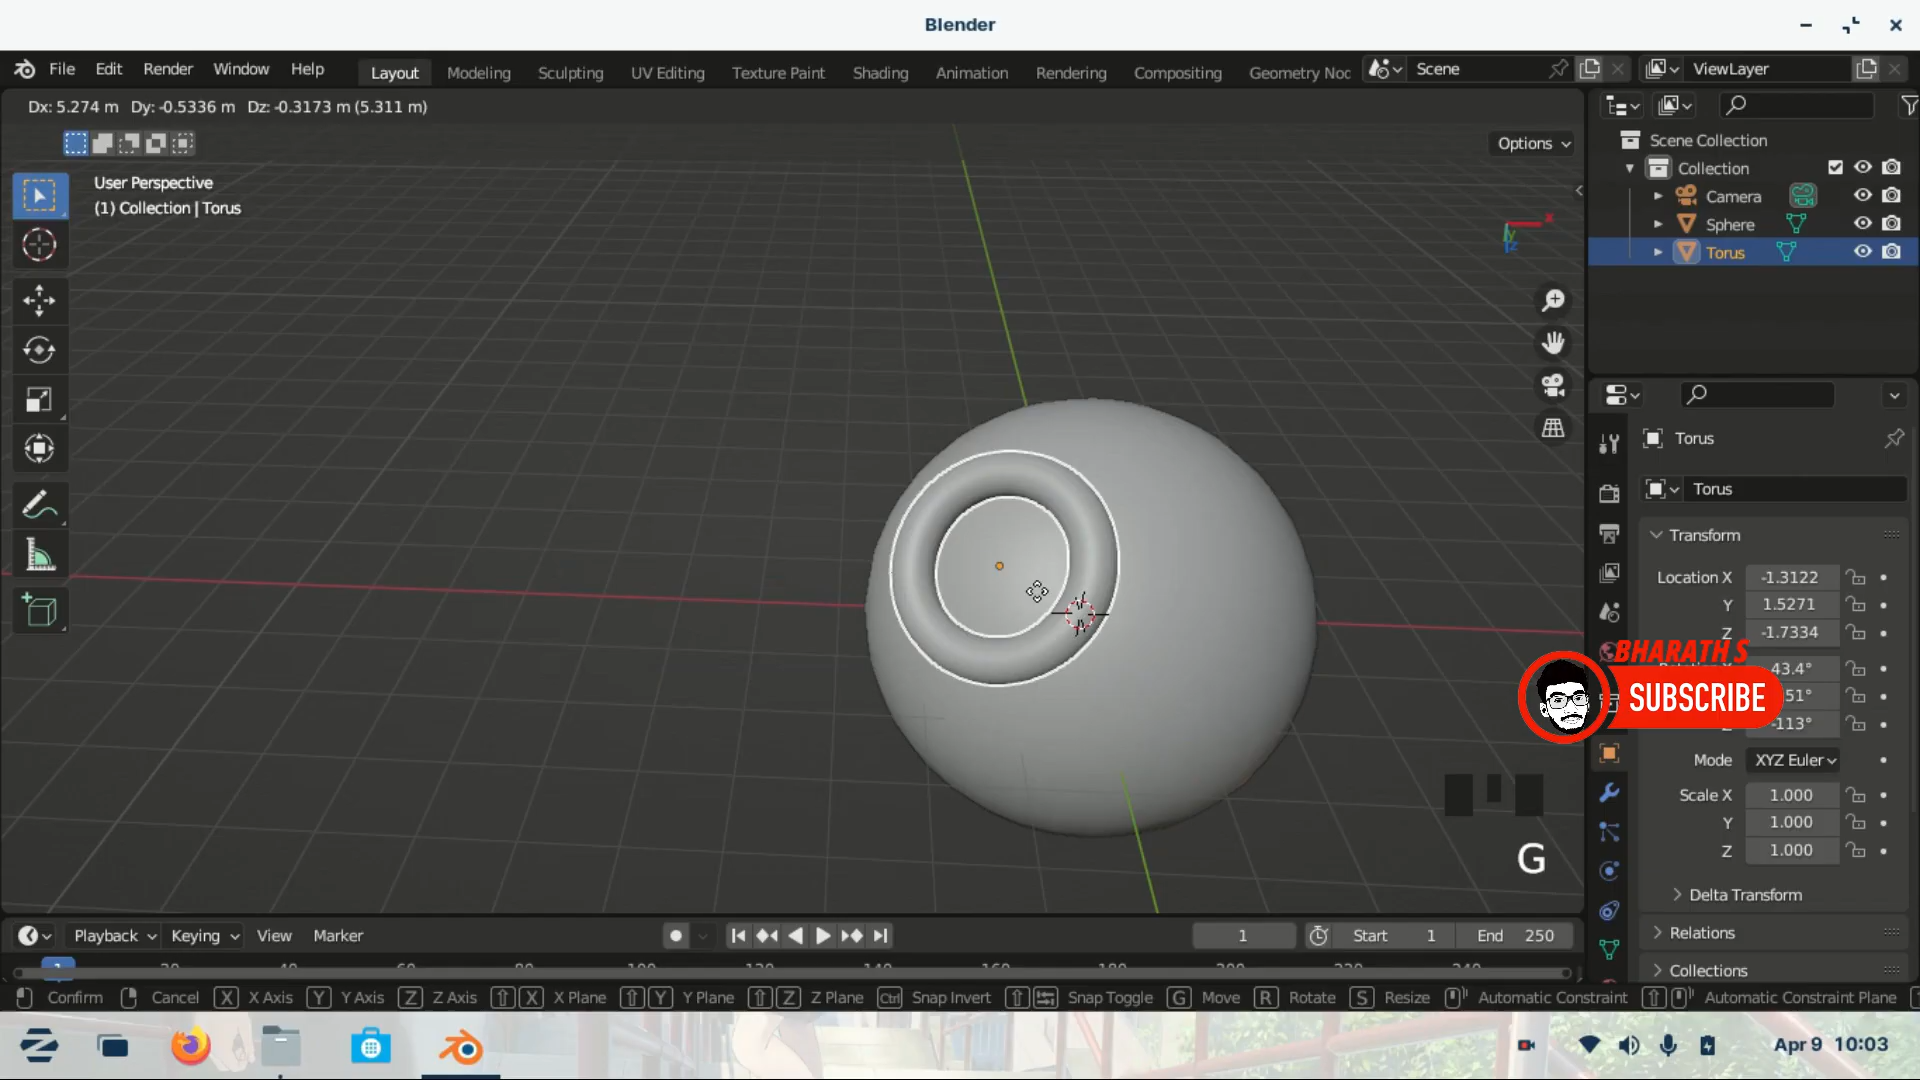 Blender
File Edit Render Window Help Layout Modeling Sculpting UV Editing Texture Paint Shading Animation Rendering Compositing Geometry Noc Scene ViewLayer
Dx: 5.274 m Dy: -0.5336 m Dz: -0.3173 m (5.311 m)
Options
User Perspective
(1) Collection | Torus
Scene Collection
Collection
Camera
Sphere
Torus
Torus
Torus
Transform
Location X -1.3122
Y 1.5271
Z -1.7334
BHARATH S
43.4°
SUBSCRIBE
51°
-113°
Mode XYZ Euler
Scale X 1.000
Y 1.000
Z 1.000
G
Delta Transform
Relations
Collections
Playback Keying View Marker 1 Start 1 End 250
1
Confirm Cancel X X Axis Y Y Axis Z Z Axis X X Plane Y Y Plane Z Z Plane Ctrl Snap Invert Snap Toggle G Move R Rotate S Resize Automatic Constraint Automatic Constraint Plane
Apr 9 10:03